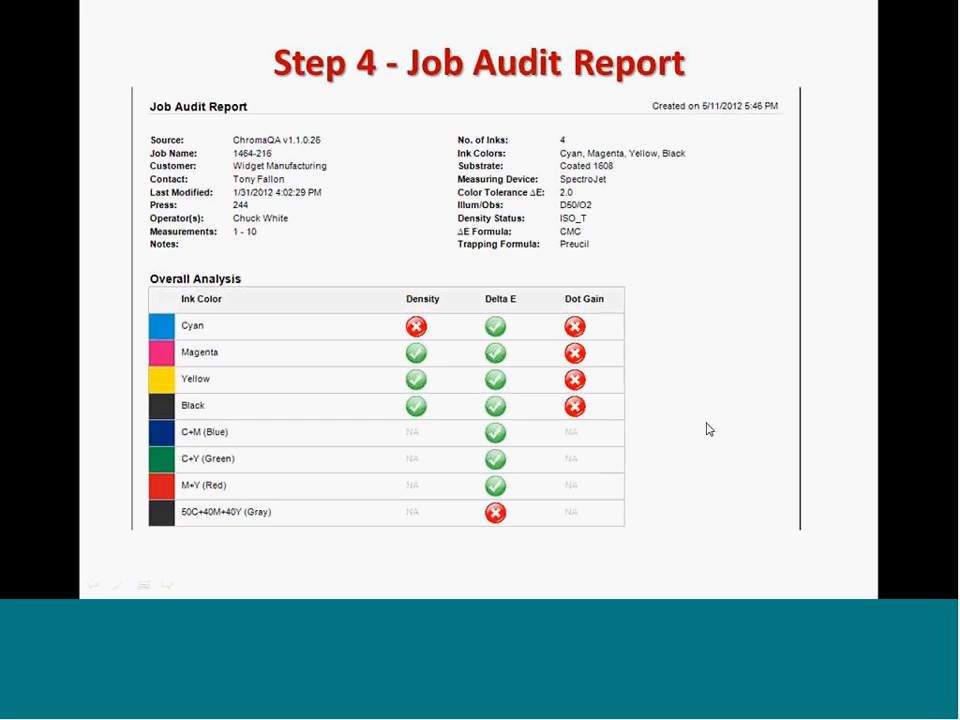 Step 4 - Job Audit Report
Job Audit Report Created on 5/11/2012 5:46 PM
Source: ChromaQA v1.1.0.26 No. of Inks: 4
Job Name: 1464-216 Ink Colors: Cyan, Magenta, Yellow, Black
Customer: Widget Manufacturing Substrate: Coated 1608
Contact: Tony Fallon Measuring Device: SpectroJet
Last Modified: 1/31/2012 4:02:29 PM Color Tolerance ΔE: 2.0
Press: 244 Illum/Obs: D50/O2
Operator(s): Chuck White Density Status: ISO_T
Measurements: 1 - 10 ΔE Formula: CMC
Notes: Trapping Formula: Preucil
Overall Analysis
Ink Color Density Delta E Dot Gain
Cyan
Magenta
Yellow
Black
C+M (Blue) NA NA
C+Y (Green) NA NA
M+Y (Red) NA NA
50C+40M+40Y (Gray) NA NA